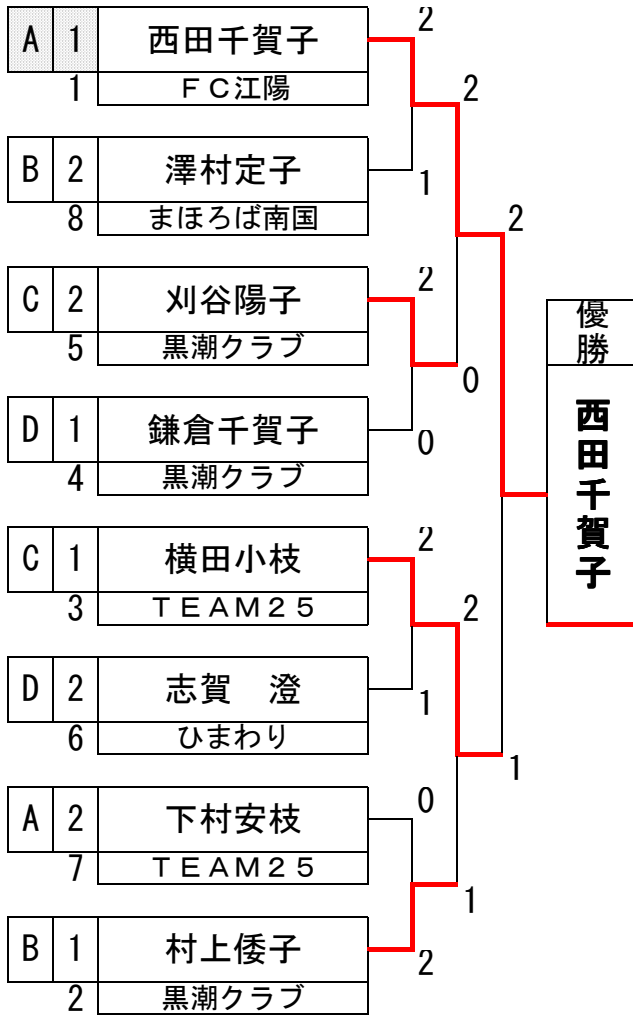 A 1 西田千賀子 2
1 FC江陽 2
B 2 澤村定子 1
8 まほろば南国 2
C 2 刈谷陽子 2
5 黒潮クラブ 0
D 1 鎌倉千賀子 0
4 黒潮クラブ
C 1 横田小枝 2
3 TEAM25 2
D 2 志賀　澄 1
6 ひまわり 1
A 2 下村安枝 0
7 TEAM25 1
B 1 村上倭子 2
2 黒潮クラブ
優勝
西田千賀子